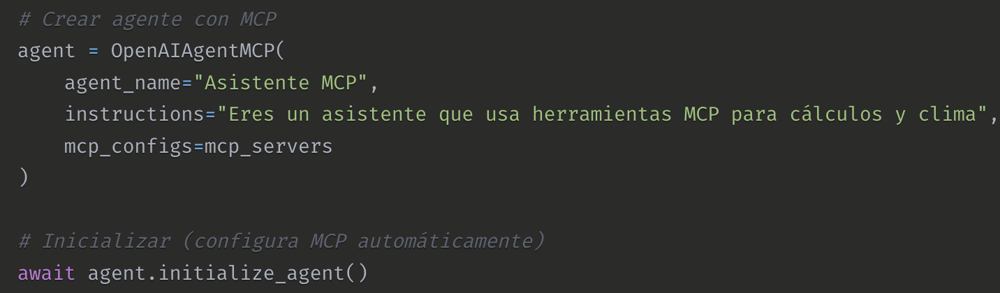 # Crear agente con MCP
agent = OpenAIAgentMCP(
    agent_name="Asistente MCP",
    instructions="Eres un asistente que usa herramientas MCP para cálculos y clima",
    mcp_configs=mcp_servers
)
# Inicializar (configura MCP automáticamente)
await agent.initialize_agent()